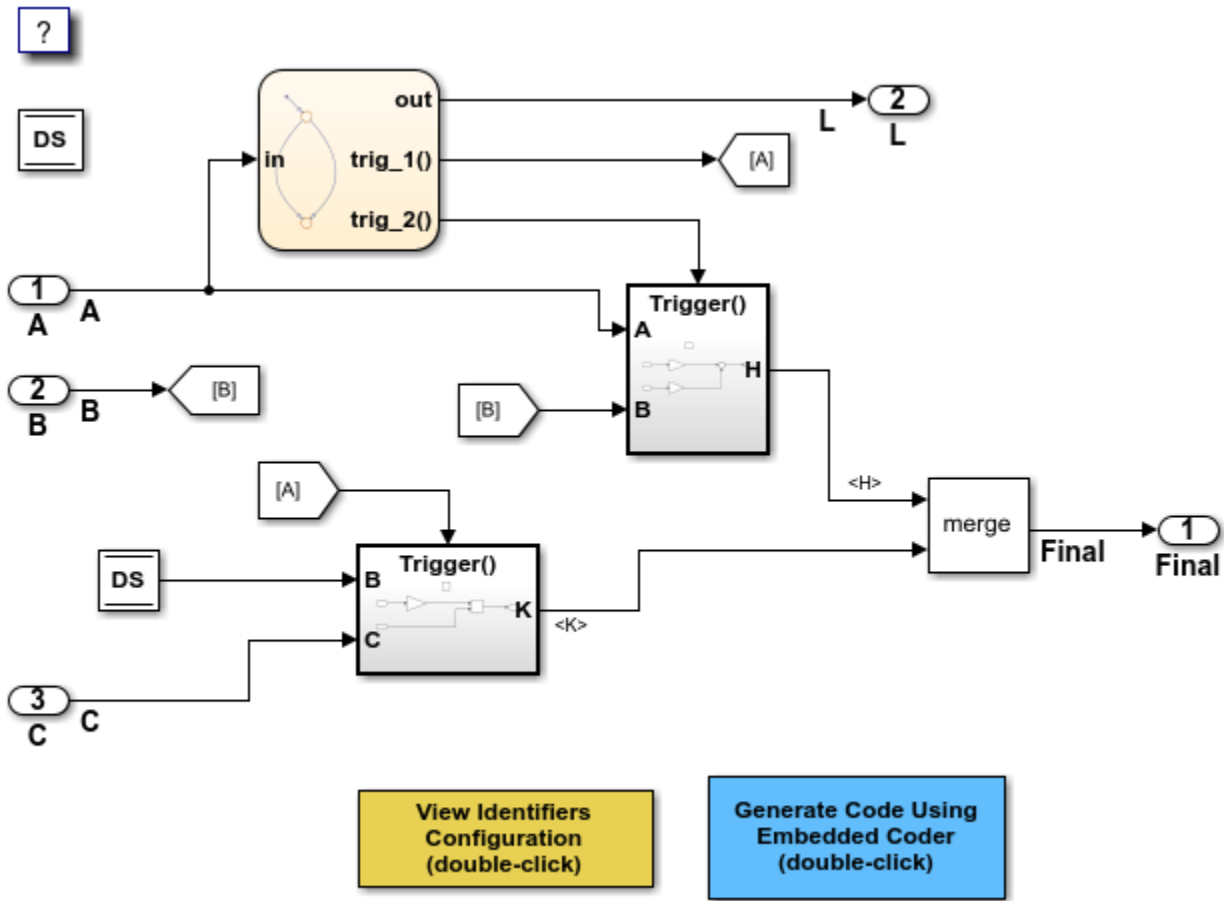 ?
DS
out
in
trig_1()
trig_2()
L
2
L
[A]
1
A
A
Trigger()
A
H
B
2
B
B
[B]
[B]
[A]
<H>
merge
Final
1
Final
DS
Trigger()
B
K
C
<K>
3
C
C
View Identifiers
Configuration
(double-click)
Generate Code Using
Embedded Coder
(double-click)